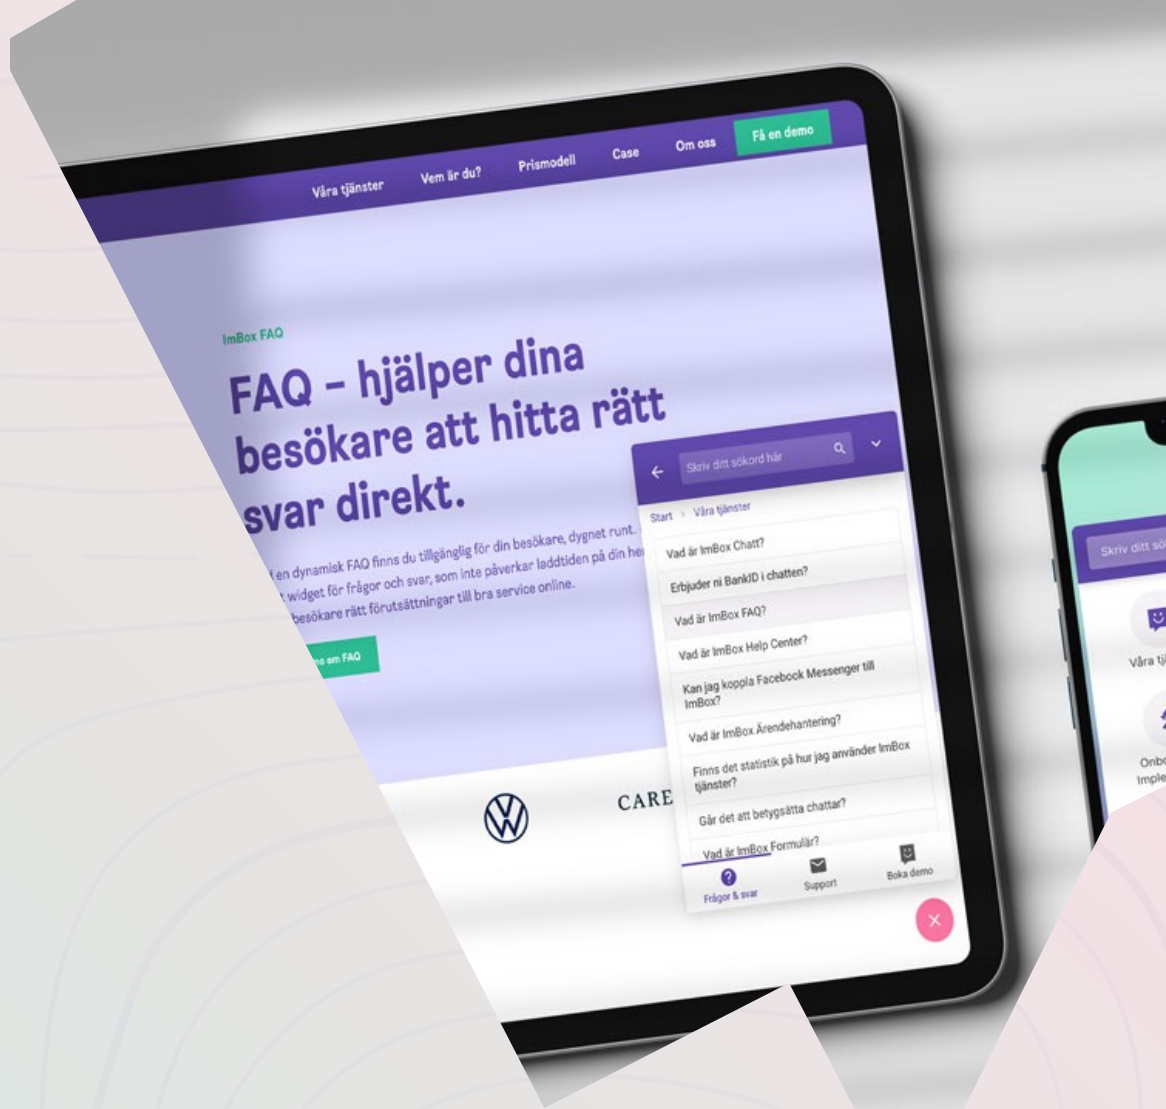 Våra tjänster
Vem är du?
Prismodell
Case
Om oss
Få en demo
ImBox FAQ
FAQ – hjälper dina
besökare att hitta rätt
svar direkt.
en dynamisk FAQ finns du tillgänglig för din besökare, dygnet runt.
widget för frågor och svar, som inte påverkar laddtiden på din
besökare rätt förutsättningar till bra service online.
om FAQ
CARE
Skriv ditt sökord här
Start › Våra tjänster
Vad är ImBox Chatt?
Erbjuder ni BankID i chatten?
Vad är ImBox FAQ?
Vad är ImBox Help Center?
Kan jag koppla Facebook Messenger till
ImBox?
Vad är ImBox Ärendehantering?
Finns det statistik på hur jag använder ImBox
tjänster?
Går det att betygsätta chattar?
Vad är ImBox Formulär?
Frågor & svar
Support
Boka demo
Skriv ditt
Våra